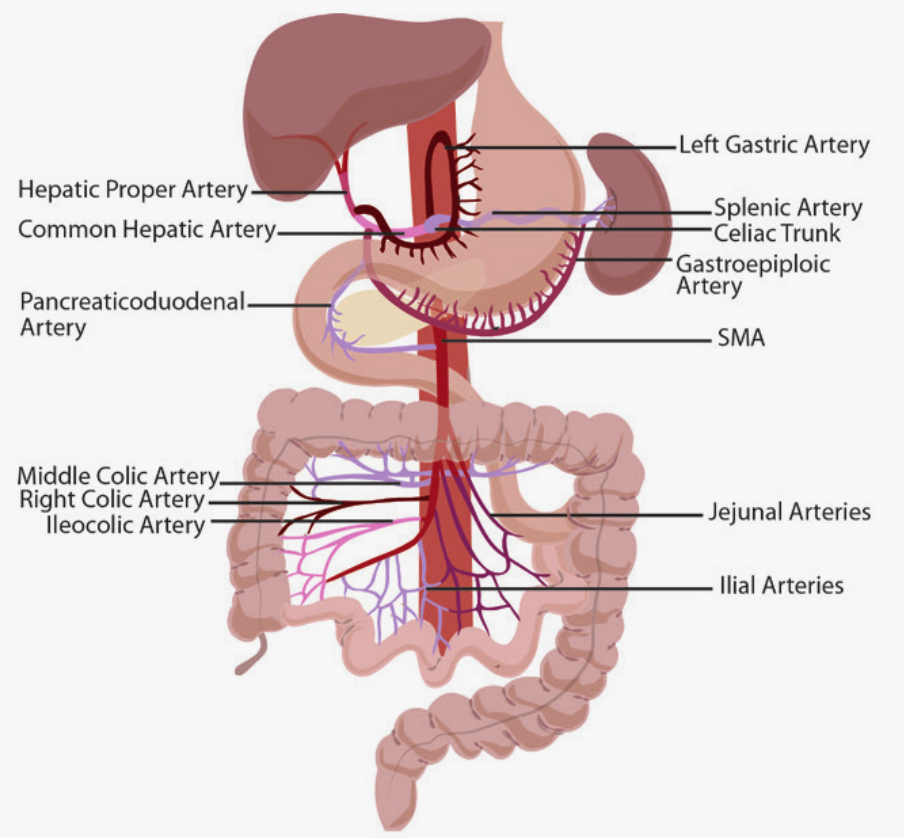 Left Gastric Artery
Hepatic Proper Artery
Splenic Artery
Common Hepatic Artery
Celiac Trunk
Gastroepiploic
Artery
Pancreaticoduodenal
Artery
SMA
Middle Colic Artery
Right Colic Artery
Ileocolic Artery
Jejunal Arteries
Ilial Arteries